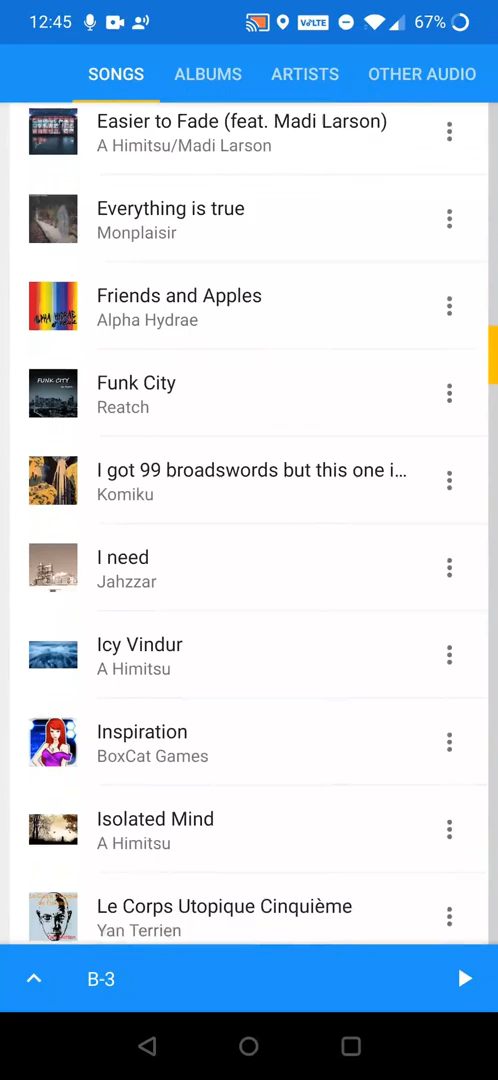 12:45 VoLTE 67%
SONGS ALBUMS ARTISTS OTHER AUDIO
Easier to Fade (feat. Madi Larson)
A Himitsu/Madi Larson
Everything is true
Monplaisir
Friends and Apples
Alpha Hydrae
Funk City
Reatch
FUNK CITY
I got 99 broadswords but this one i...
Komiku
I need
Jahzzar
Icy Vindur
A Himitsu
Inspiration
BoxCat Games
Isolated Mind
A Himitsu
Le Corps Utopique Cinquième
Yan Terrien
B-3